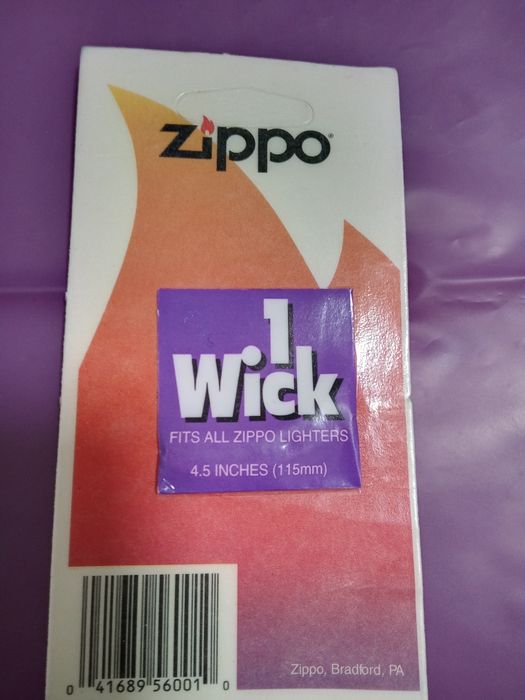 Zippo®
1
Wick
FITS ALL ZIPPO LIGHTERS
4.5 INCHES (115mm)
0 41689 56001 0
Zippo, Bradford, PA